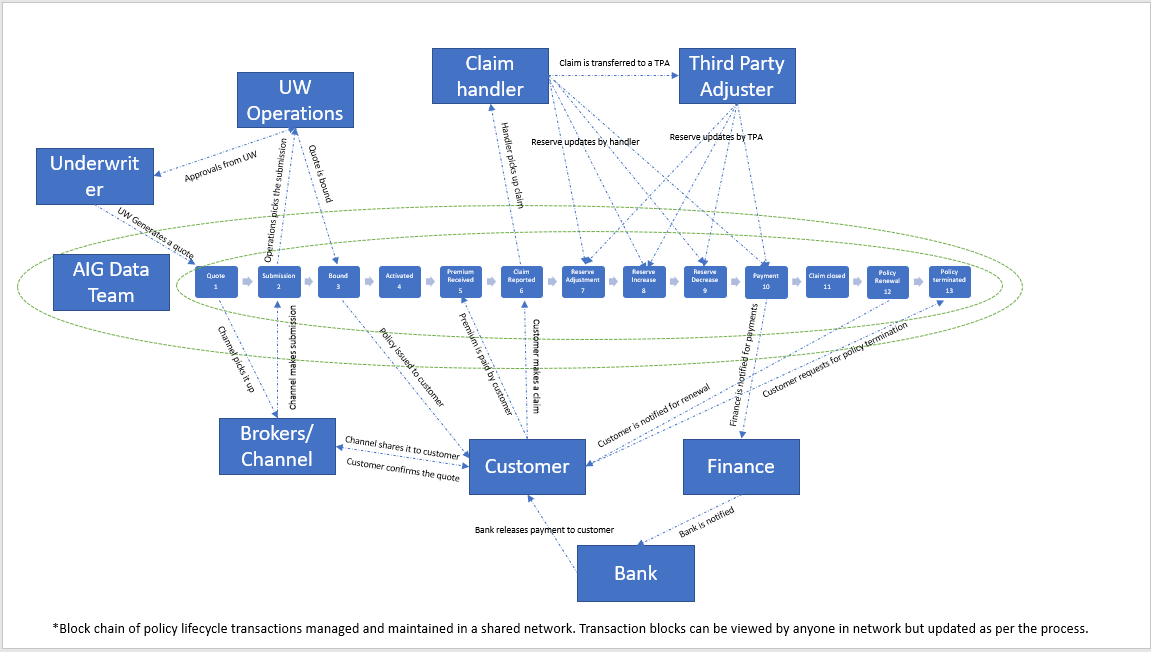 Claim
handler
Claim is transferred to a TPA
Third Party
Adjuster
UW
Operations
Underwrit
er
Approvals from UW
Operations picks the submission
Quote is bound
Handler picks up claim
Reserve updates by handler
Reserve updates by TPA
UW Generates a quote
AIG Data
Team
Quote
1
Submission
2
Bound
3
Activated
4
Premium
Received
5
Claim
Reported
6
Reserve
Adjustment
7
Reserve
Increase
8
Reserve
Decrease
9
Payment
10
Claim closed
11
Policy
Renewal
12
Policy
terminated
13
Channel picks it up
Channel makes submission
Policy issued to customer
Premium is paid by customer
Customer makes a claim
Customer is notified for renewal
Finance is notified for payments
Customer requests for policy termination
Brokers/
Channel
Channel shares it to customer
Customer confirms the quote
Customer
Finance
Bank releases payment to customer
Bank is notified
Bank
*Block chain of policy lifecycle transactions managed and maintained in a shared network. Transaction blocks can be viewed by anyone in network but updated as per the process.